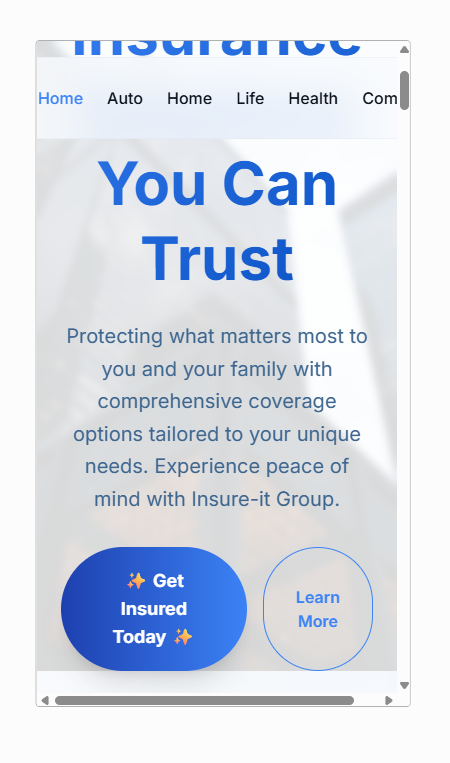 Insurance
Home Auto Home Life Health Com
You Can
Trust
Protecting what matters most to
you and your family with
comprehensive coverage
options tailored to your unique
needs. Experience peace of
mind with Insure-it Group.
✨ Get
Insured
Today ✨
Learn
More